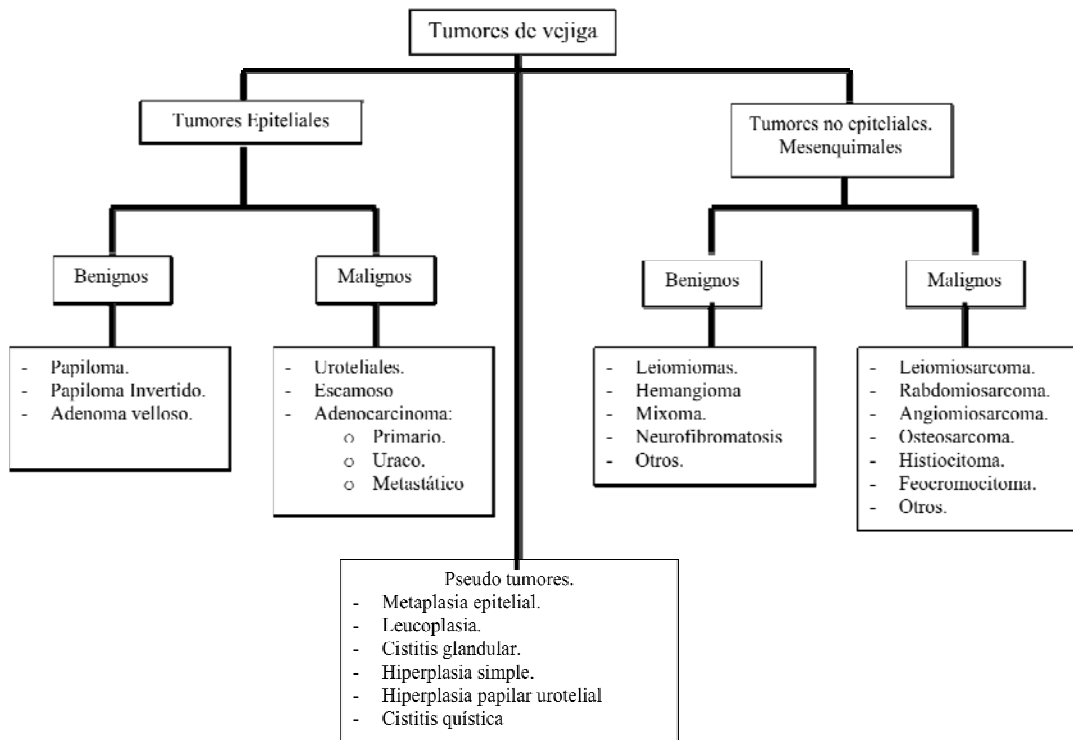 Tumores de vejiga
Tumores Epiteliales
Tumores no epiteliales.
Mesenquimales
Benignos
Malignos
Benignos
Malignos
- Papiloma.
- Papiloma Invertido.
- Adenoma velloso.
- Uroteliales.
- Escamoso
- Adenocarcinoma:
o Primario.
o Uraco.
o Metastático
- Leiomiomas.
- Hemangioma
- Mixoma.
- Neurofibromatosis
- Otros.
- Leiomiosarcoma.
- Rabdomiosarcoma.
- Angiomiosarcoma.
- Osteosarcoma.
- Histiocitoma.
- Feocromocitoma.
- Otros.
Pseudo tumores.
- Metaplasia epitelial.
- Leucoplasia.
- Cistitis glandular.
- Hiperplasia simple.
- Hiperplasia papilar urotelial
- Cistitis quística